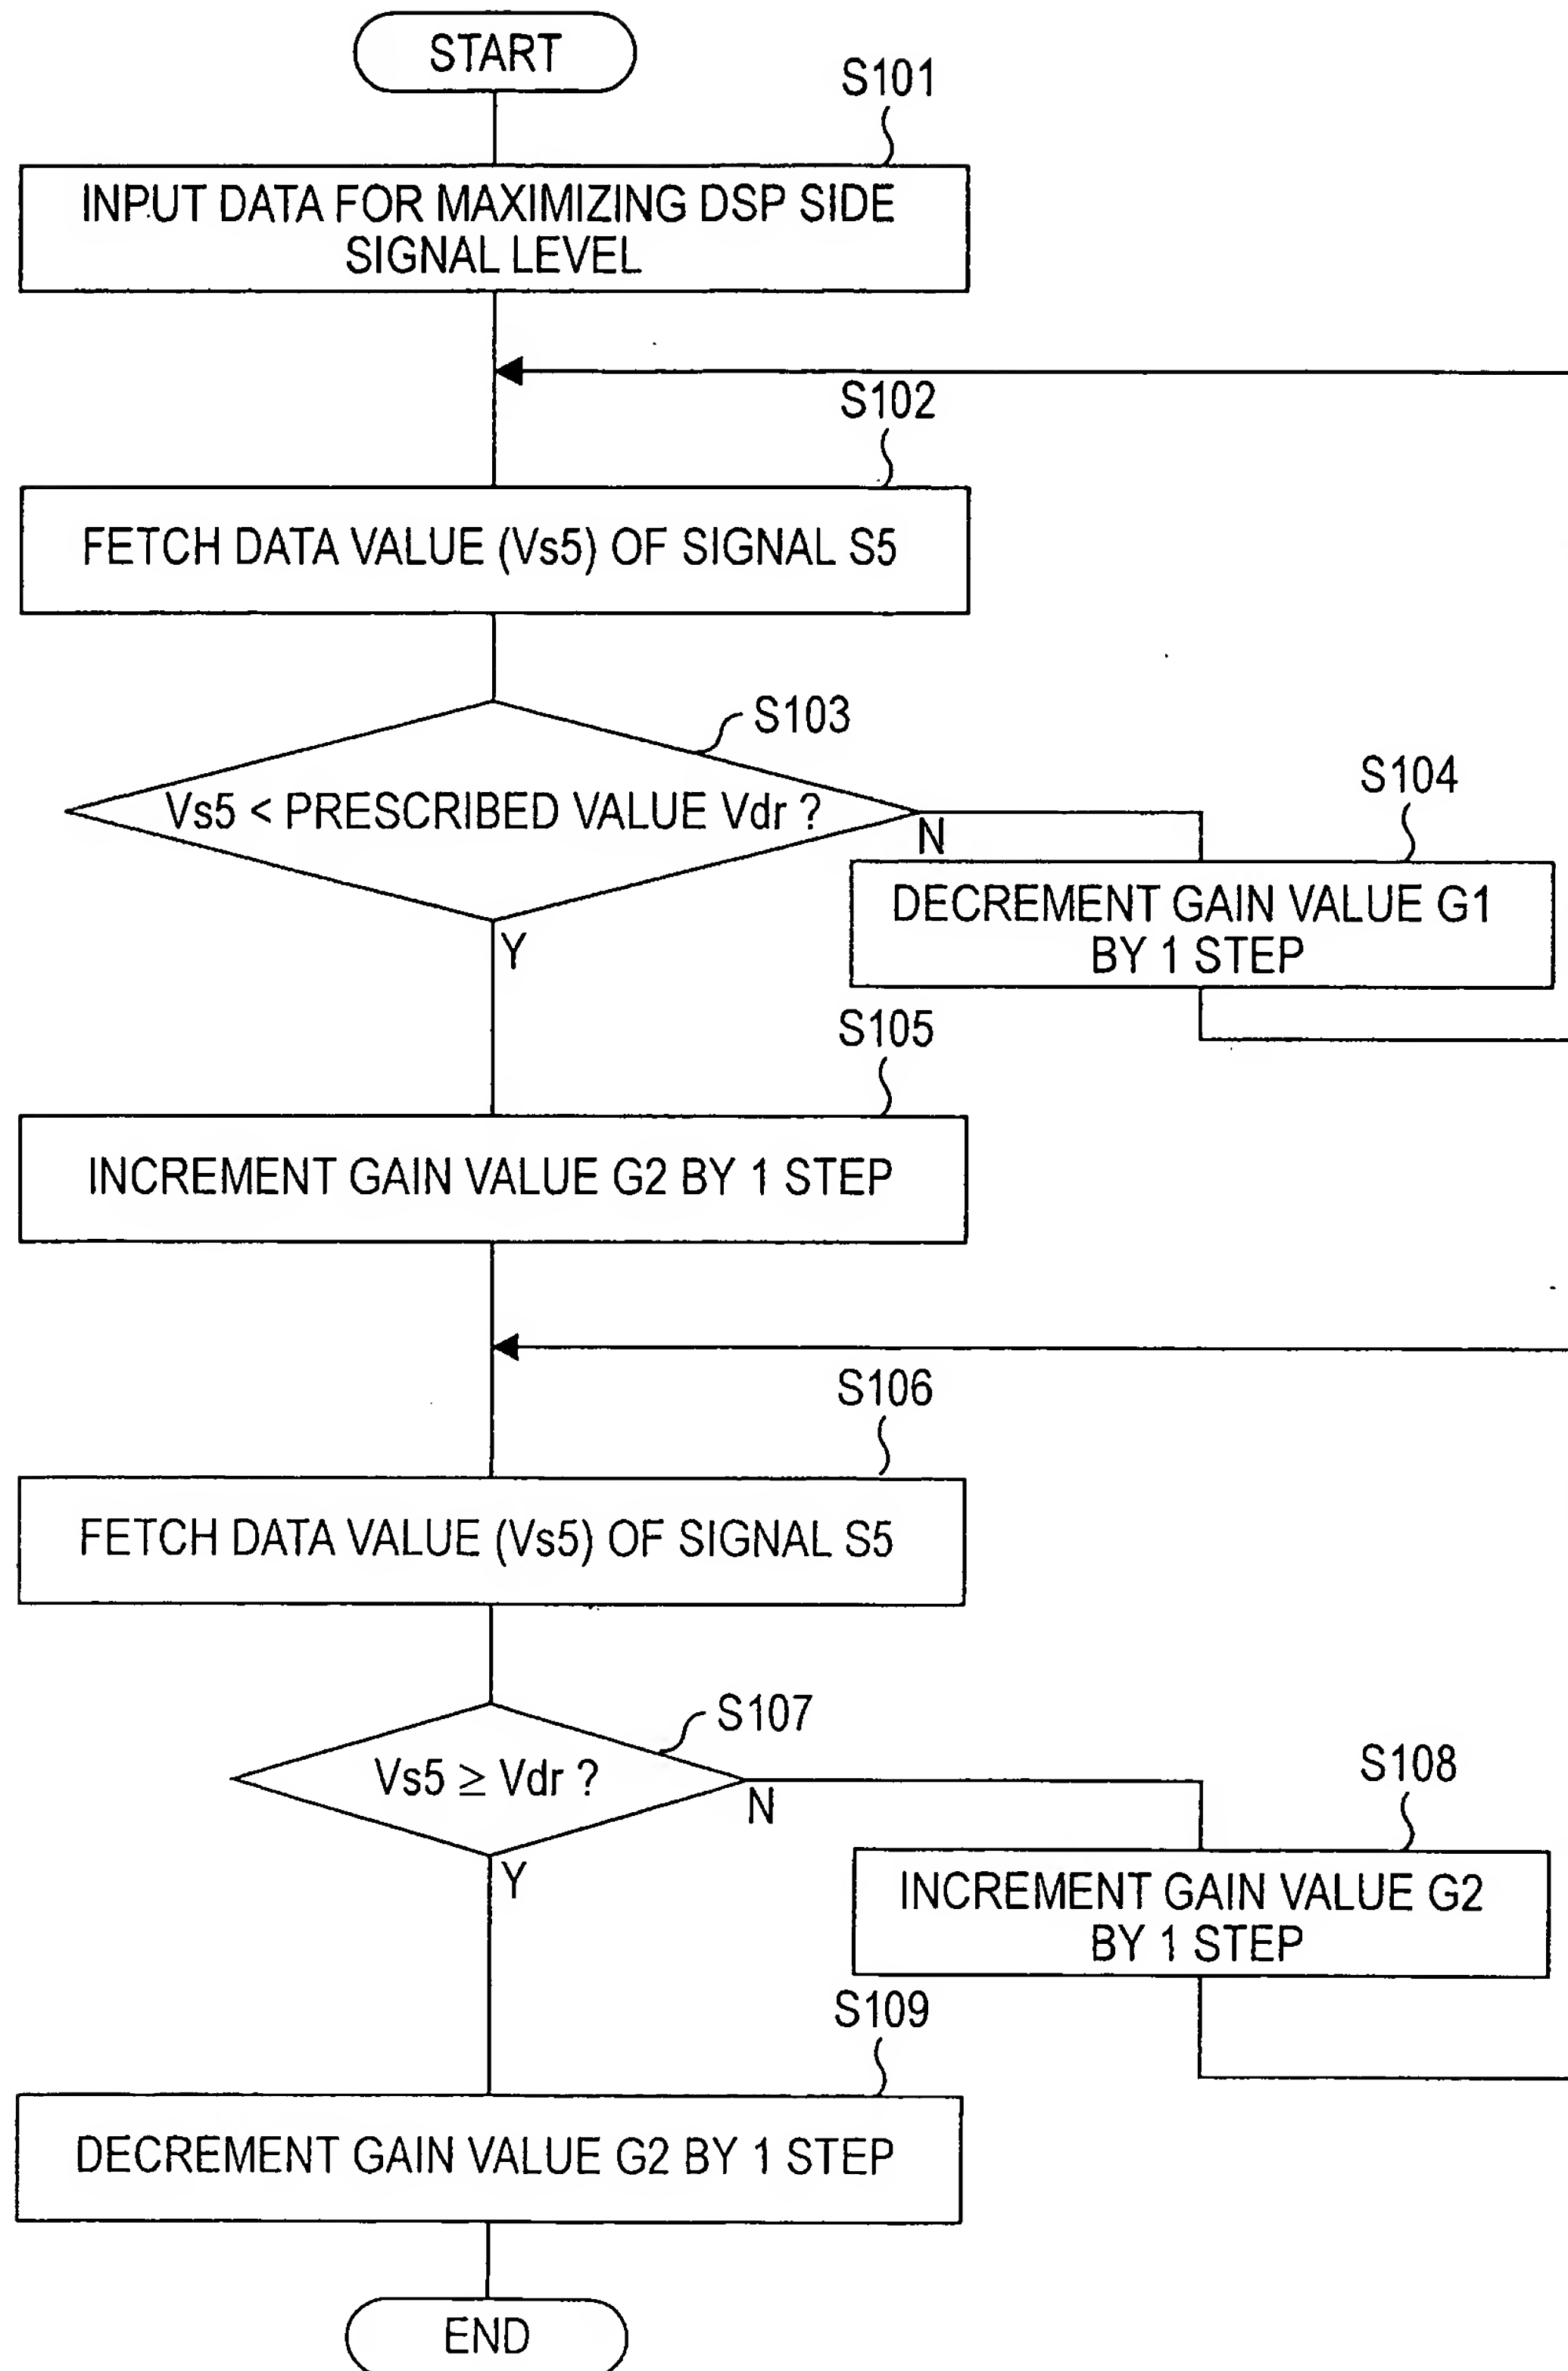 START
S101
INPUT DATA FOR MAXIMIZING DSP SIDE
SIGNAL LEVEL
S102
FETCH DATA VALUE (Vs5) OF SIGNAL S5
S103
Vs5 < PRESCRIBED VALUE Vdr ?
N
Y
S104
DECREMENT GAIN VALUE G1
BY 1 STEP
S105
INCREMENT GAIN VALUE G2 BY 1 STEP
S106
FETCH DATA VALUE (Vs5) OF SIGNAL S5
S107
Vs5 ≥ Vdr ?
N
Y
S108
INCREMENT GAIN VALUE G2
BY 1 STEP
S109
DECREMENT GAIN VALUE G2 BY 1 STEP
END